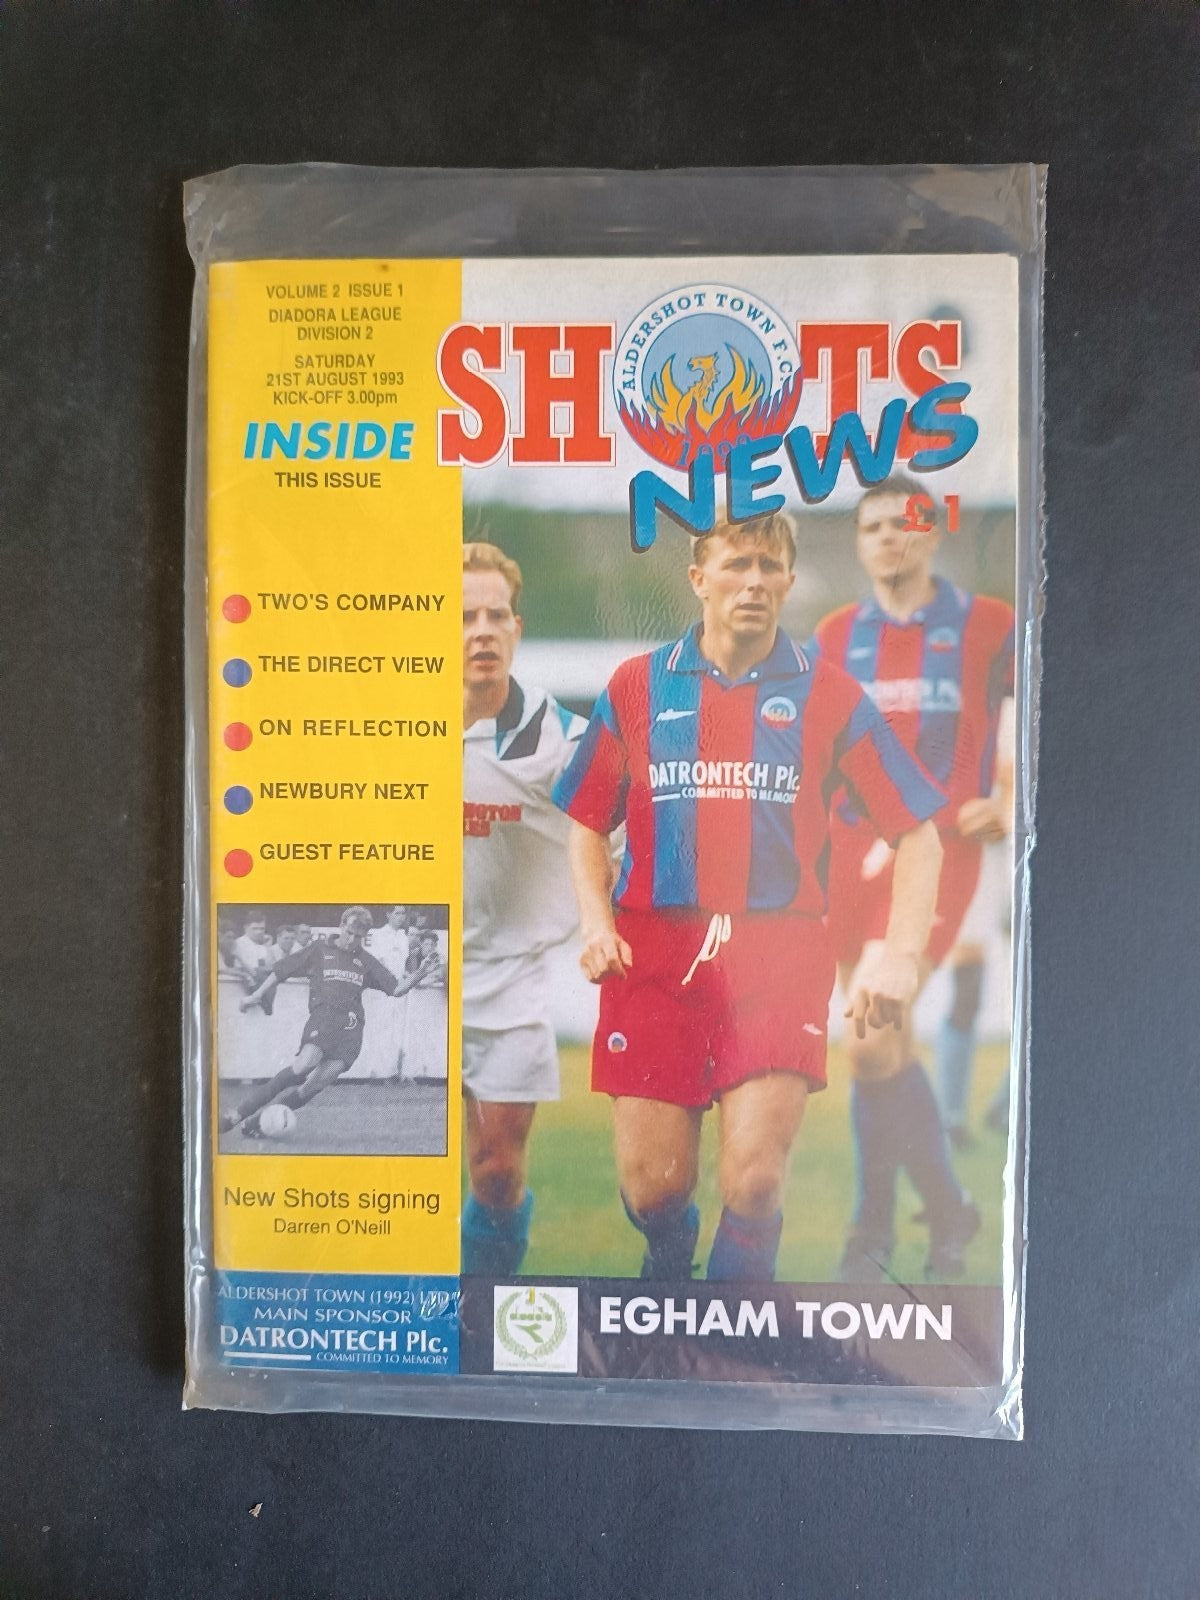 VOLUME 2 ISSUE 1
DIADORA LEAGUE
DIVISION 2
SATURDAY
21ST AUGUST 1993
KICK-OFF 3.00pm
INSIDE
THIS ISSUE
SHOTS
ALDERSHOT TOWN F.C.
NEWS
£1
TWO'S COMPANY
THE DIRECT VIEW
ON REFLECTION
NEWBURY NEXT
GUEST FEATURE
DATRONTECH Plc.
COMMITTED TO MEMORY
New Shots signing
Darren O'Neill
ALDERSHOT TOWN (1992) LTD
MAIN SPONSOR
DATRONTECH Plc.
COMMITTED TO MEMORY
EGHAM TOWN